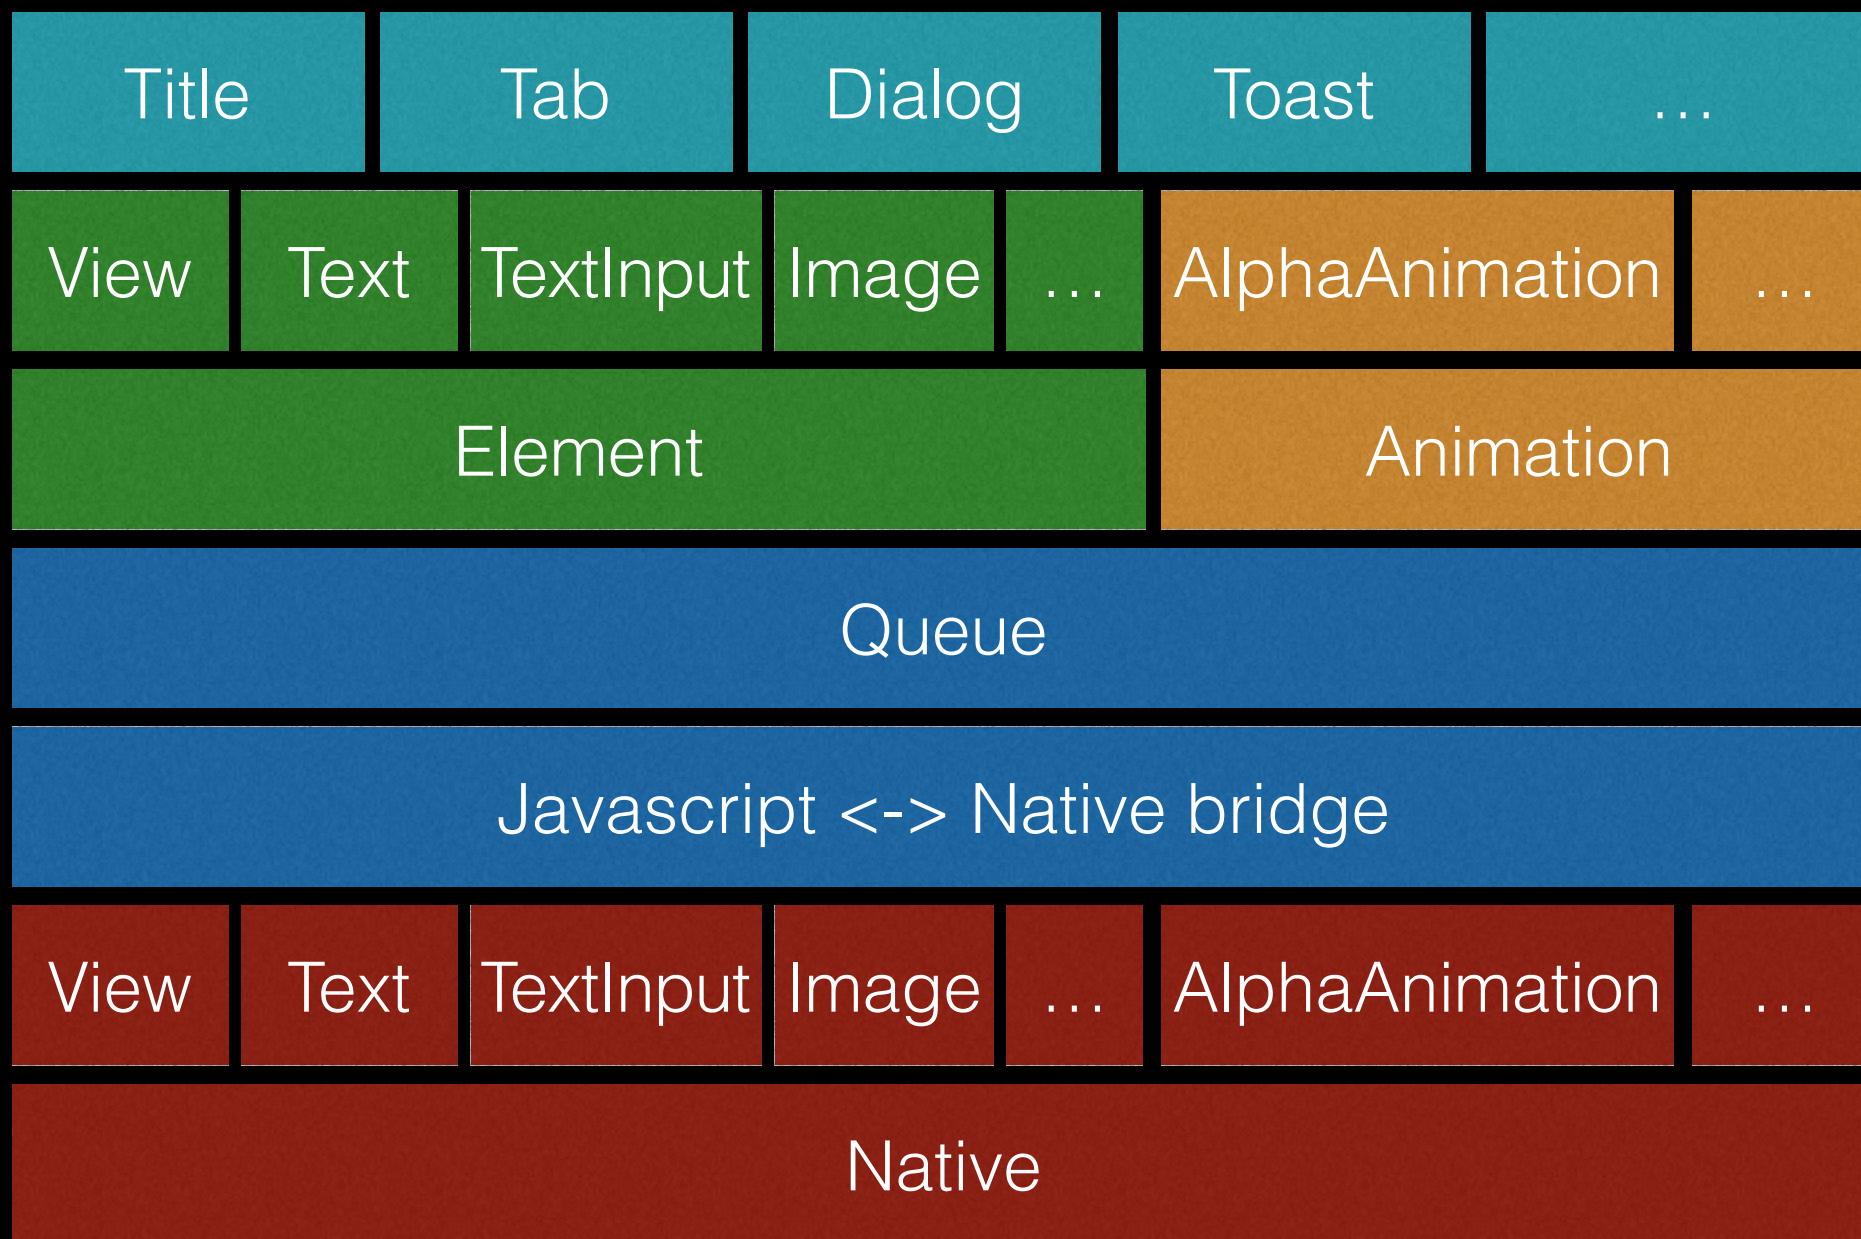 Title Tab Dialog Toast ...
View Text TextInput Image ... AlphaAnimation ...
Element Animation
Queue
Javascript <-> Native bridge
View Text TextInput Image ... AlphaAnimation ...
Native